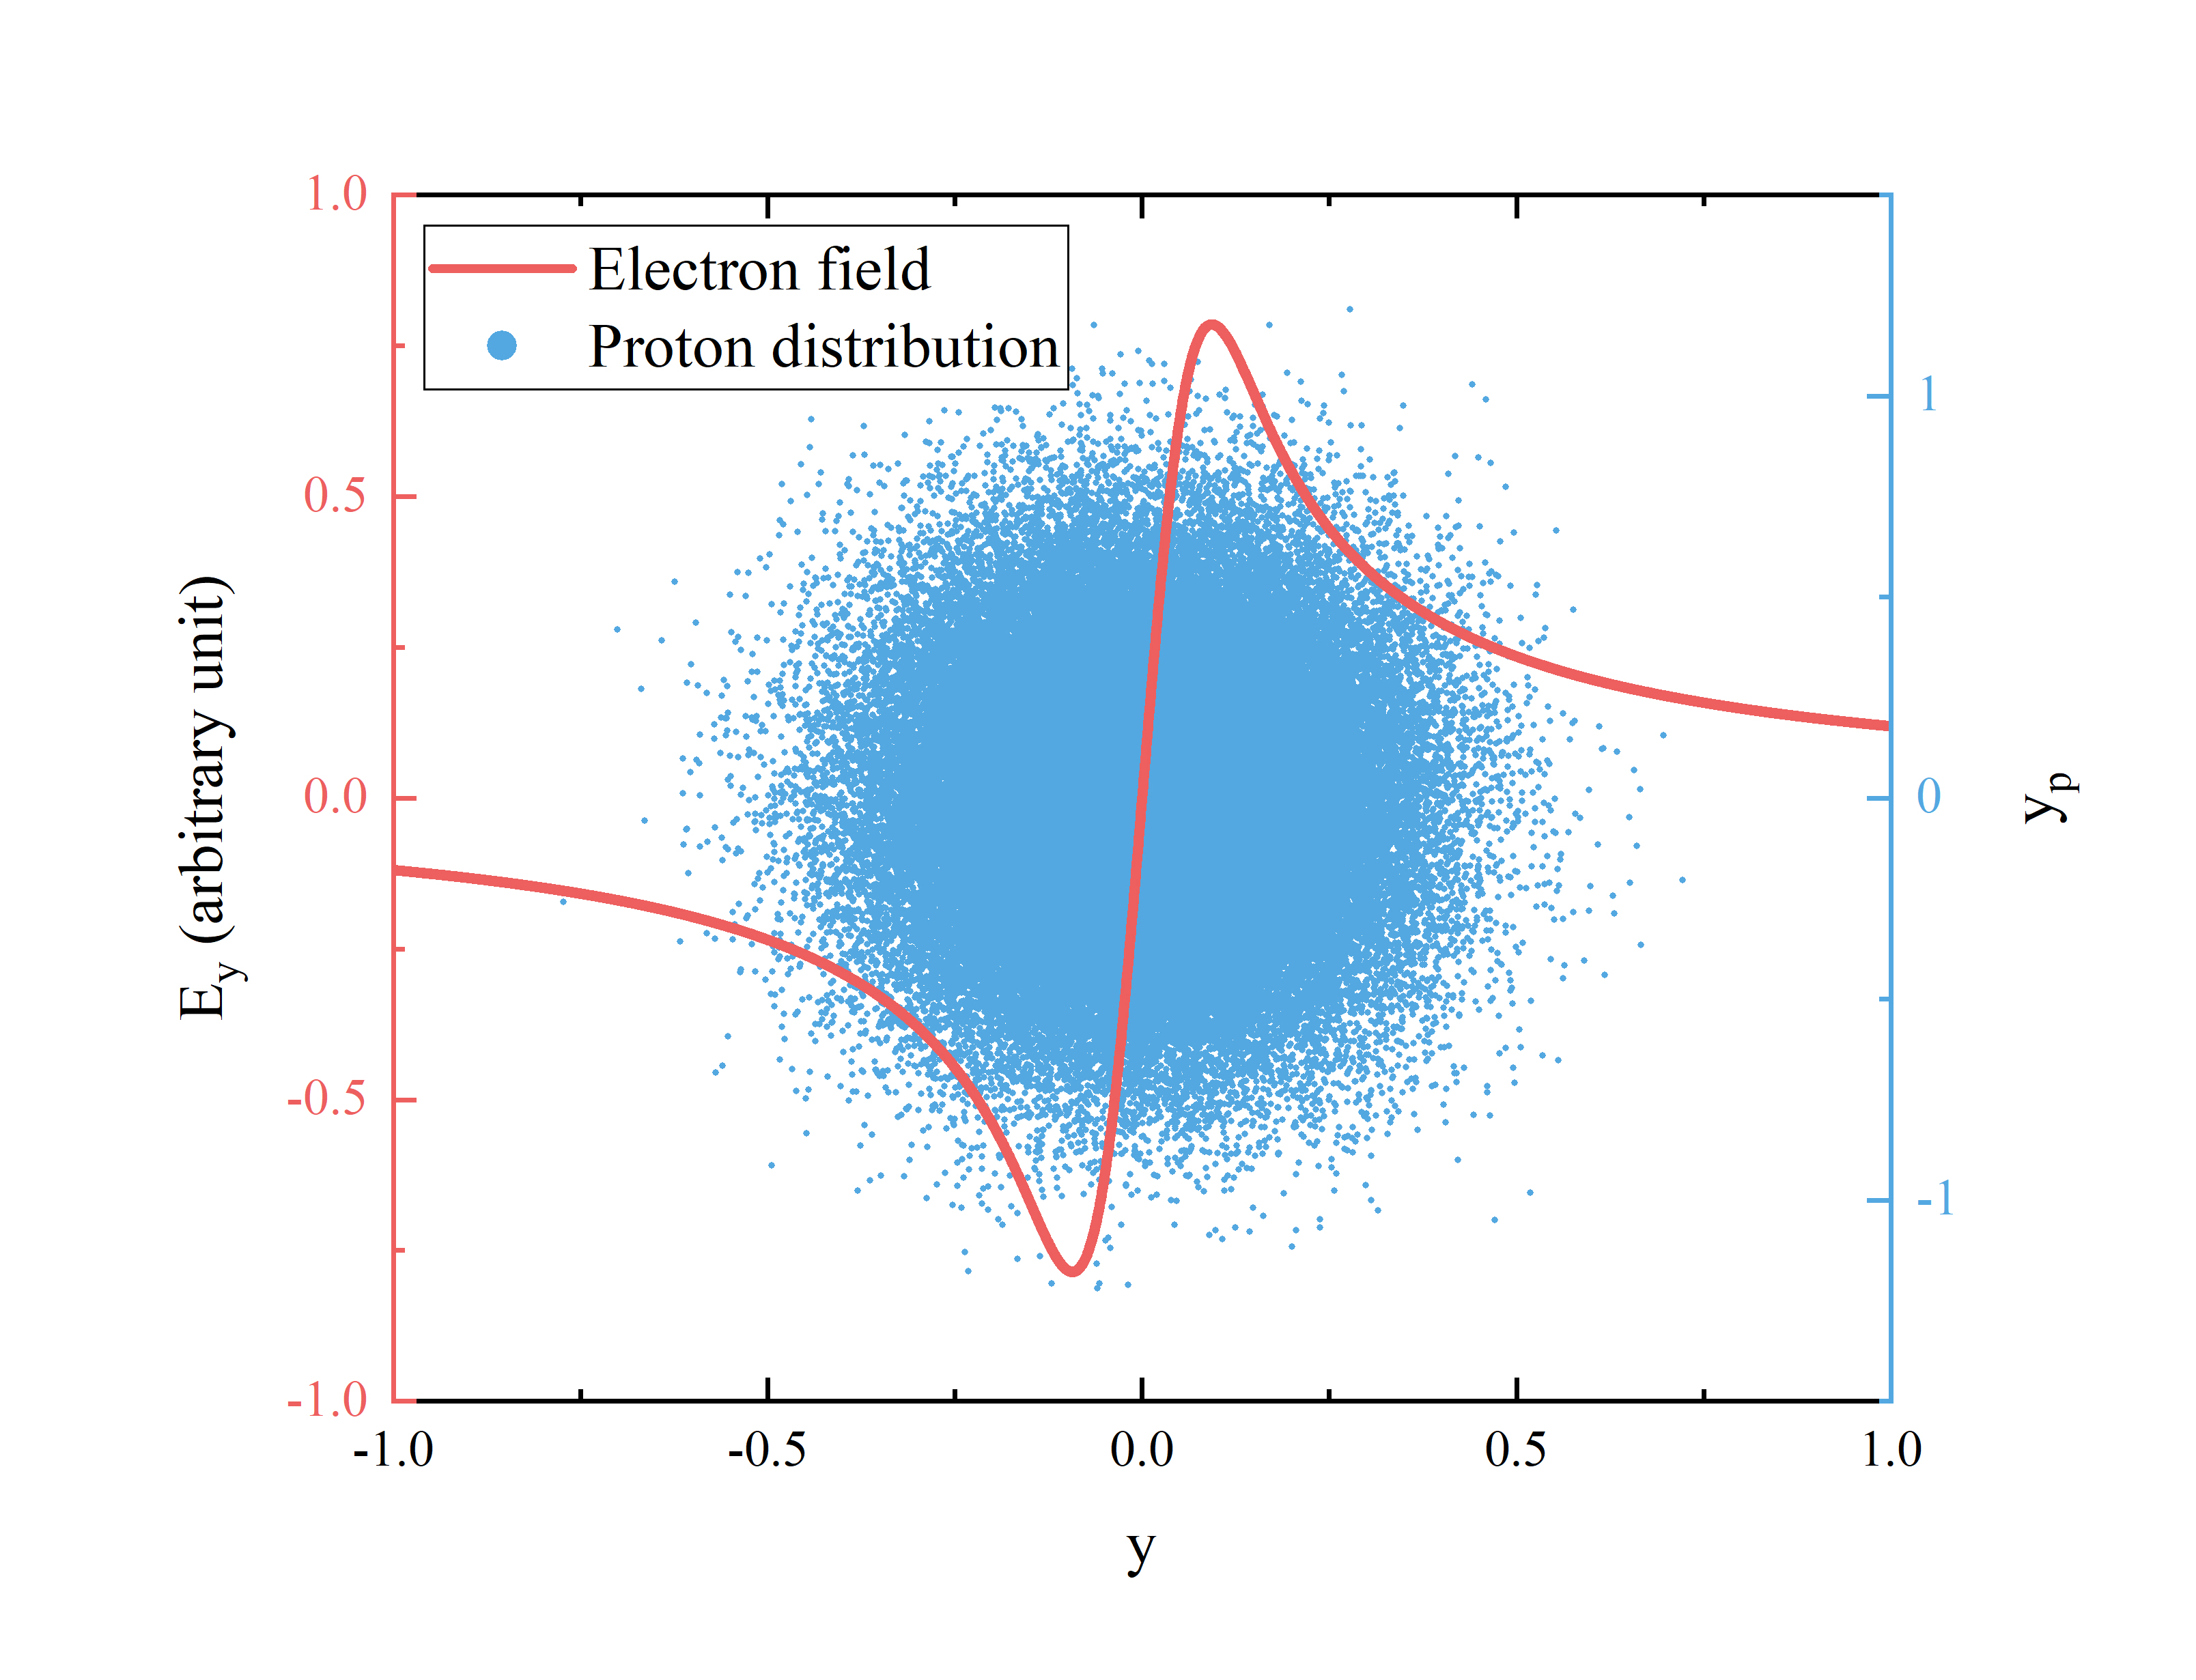 1.0
Electron field
Proton distribution
1
0.5
0.0
0
-0.5
-1
-1.0
E_y (arbitrary unit)
y_p
-1.0 -0.5 0.0 0.5 1.0
y